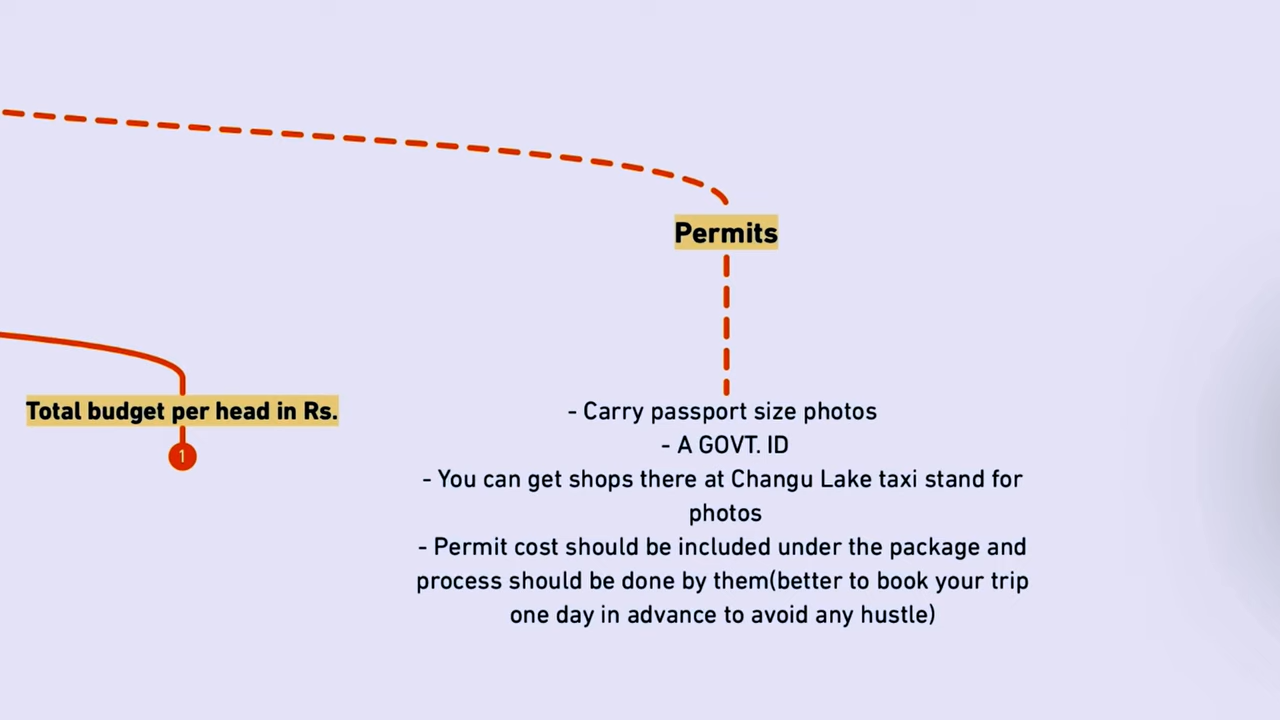 Permits
Total budget per head in Rs.
1
- Carry passport size photos
- A GOVT. ID
- You can get shops there at Changu Lake taxi stand for
photos
- Permit cost should be included under the package and
process should be done by them(better to book your trip
one day in advance to avoid any hustle)